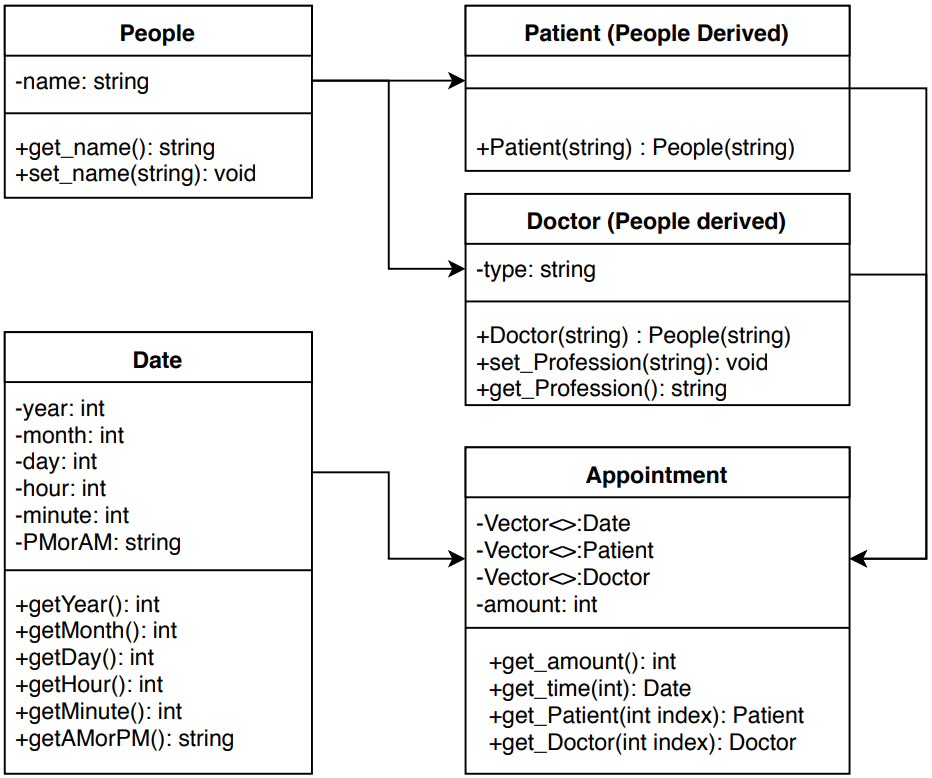 People
-name: string
+get_name(): string
+set_name(string): void
Patient (People Derived)
+Patient(string) : People(string)
Doctor (People derived)
-type: string
+Doctor(string) : People(string)
+set_Profession(string): void
+get_Profession(): string
Date
-year: int
-month: int
-day: int
-hour: int
-minute: int
-PMorAM: string
+getYear(): int
+getMonth(): int
+getDay(): int
+getHour(): int
+getMinute(): int
+getAMorPM(): string
Appointment
-Vector<>:Date
-Vector<>:Patient
-Vector<>:Doctor
-amount: int
+get_amount(): int
+get_time(int): Date
+get_Patient(int index): Patient
+get_Doctor(int index): Doctor